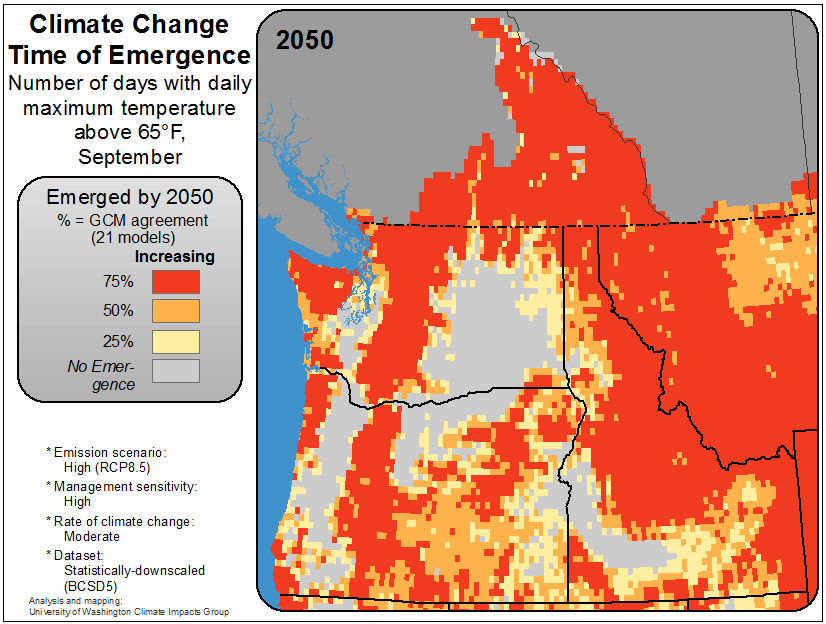 Climate Change
Time of Emergence
Number of days with daily
maximum temperature
above 65°F,
September
Emerged by 2050
% = GCM agreement
(21 models)
Increasing
75%
50%
25%
No Emer-
gence
* Emission scenario:
High (RCP8.5)
* Management sensitivity:
High
* Rate of climate change:
Moderate
* Dataset:
Statistically-downscaled
(BCSD5)
Analysis and mapping:
University of Washington Climate Impacts Group
2050